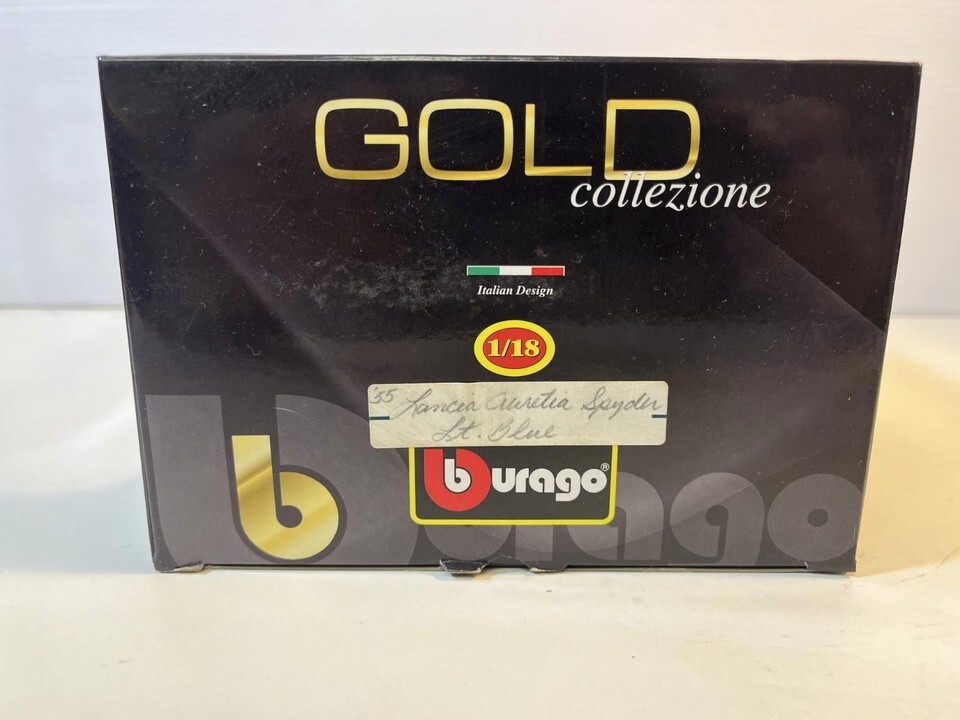 GOLD
collezione
Italian Design
1/18
'55 Lancia Aurelia Spyder
Lt. Blue
burago®
b
burago